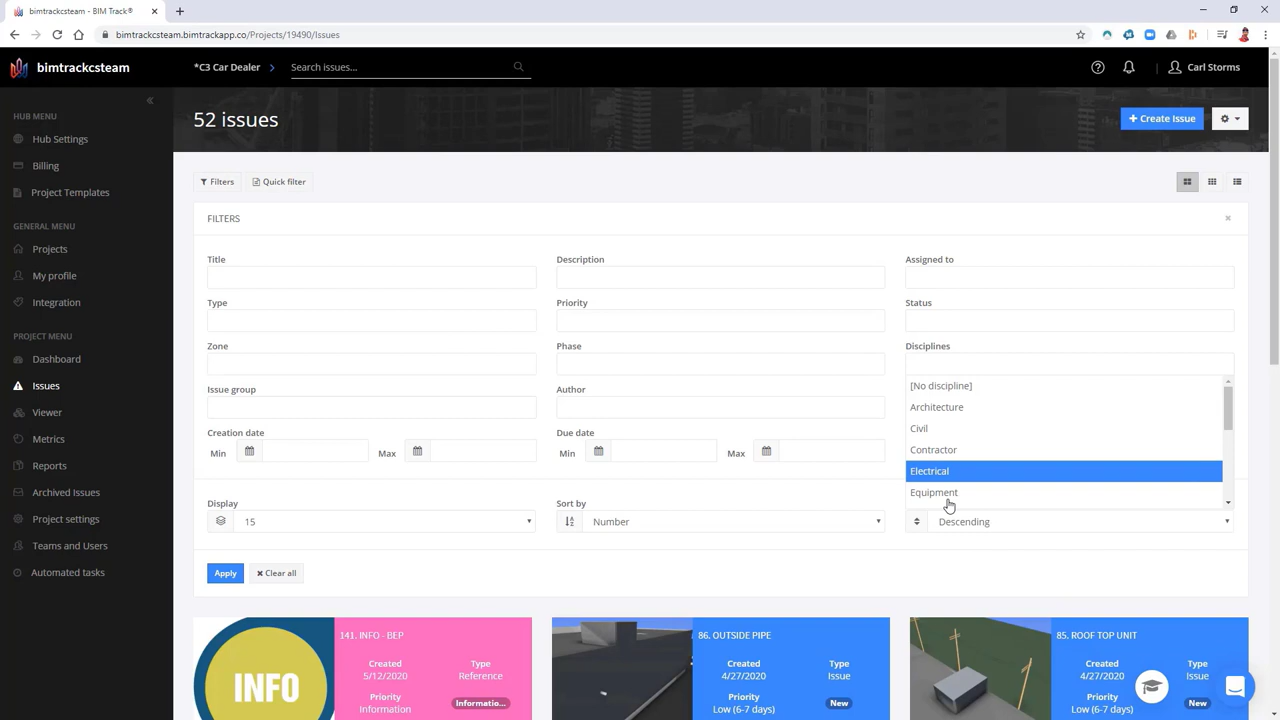 bimtrackcsteam - BIM Track®
bimtrackcsteam.bimtrackapp.co/Projects/19490/Issues
bimtrackcsteam
*C3 Car Dealer
Search issues...
Carl Storms
HUB MENU
Hub Settings
Billing
Project Templates
GENERAL MENU
Projects
My profile
Integration
PROJECT MENU
Dashboard
Issues
Viewer
Metrics
Reports
Archived Issues
Project settings
Teams and Users
Automated tasks
52 issues
Create Issue
Filters
Quick filter
FILTERS
Title
Description
Assigned to
Type
Priority
Status
Zone
Phase
Disciplines
[No discipline]
Architecture
Civil
Contractor
Electrical
Equipment
Issue group
Author
Creation date
Due date
Min
Max
Min
Max
Display
Sort by
15
Number
Descending
Apply
Clear all
INFO
141. INFO - BEP
Created
Type
5/12/2020
Reference
Priority
Information
Informatio...
86. OUTSIDE PIPE
Created
Type
4/27/2020
Issue
Priority
Low (6-7 days)
New
85. ROOF TOP UNIT
Created
Type
4/27/2020
Issue
Priority
Low (6-7 days)
New